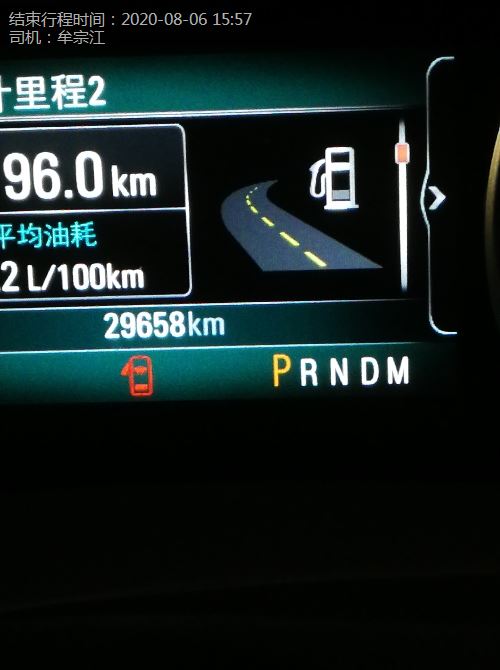 结束行程时间：2020-08-06 15:57
司机：牟宗江
计里程2
96.0 km
平均油耗
.2 L/100km
29658km
P R N D M